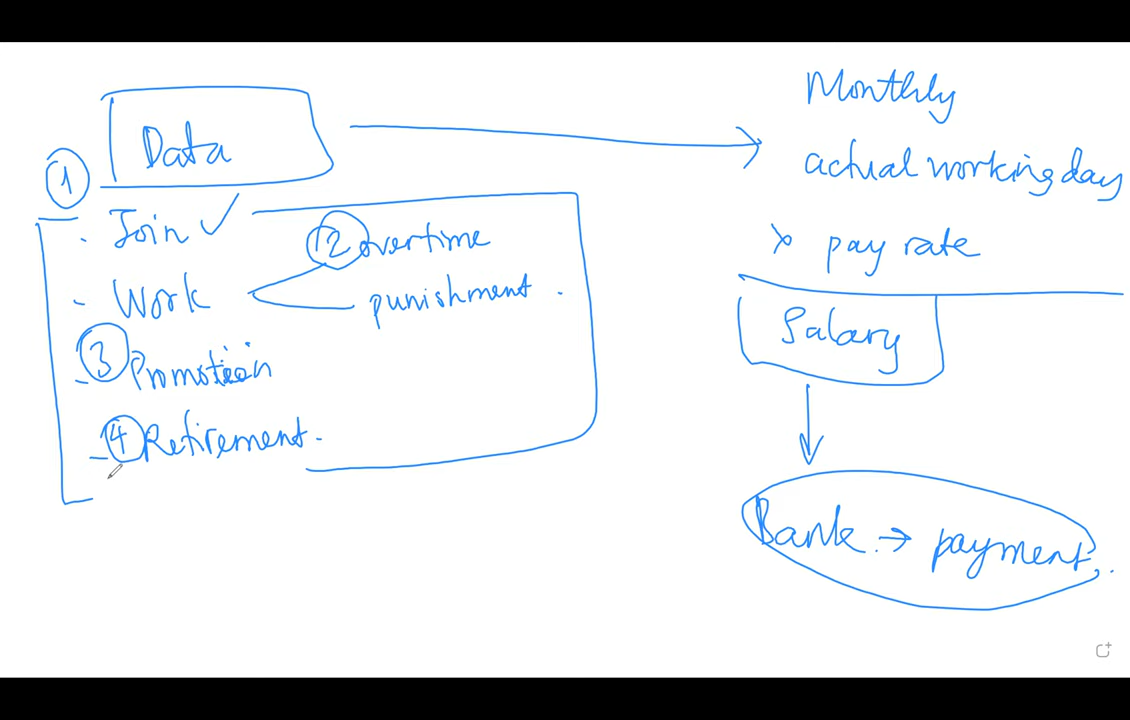 Data
1
- Join ✓
- Work
2 overtime
punishment.
3
- Promotion
- 4 Retirement.
Monthly
actual working day
x pay rate
Salary
Bank. → payment.